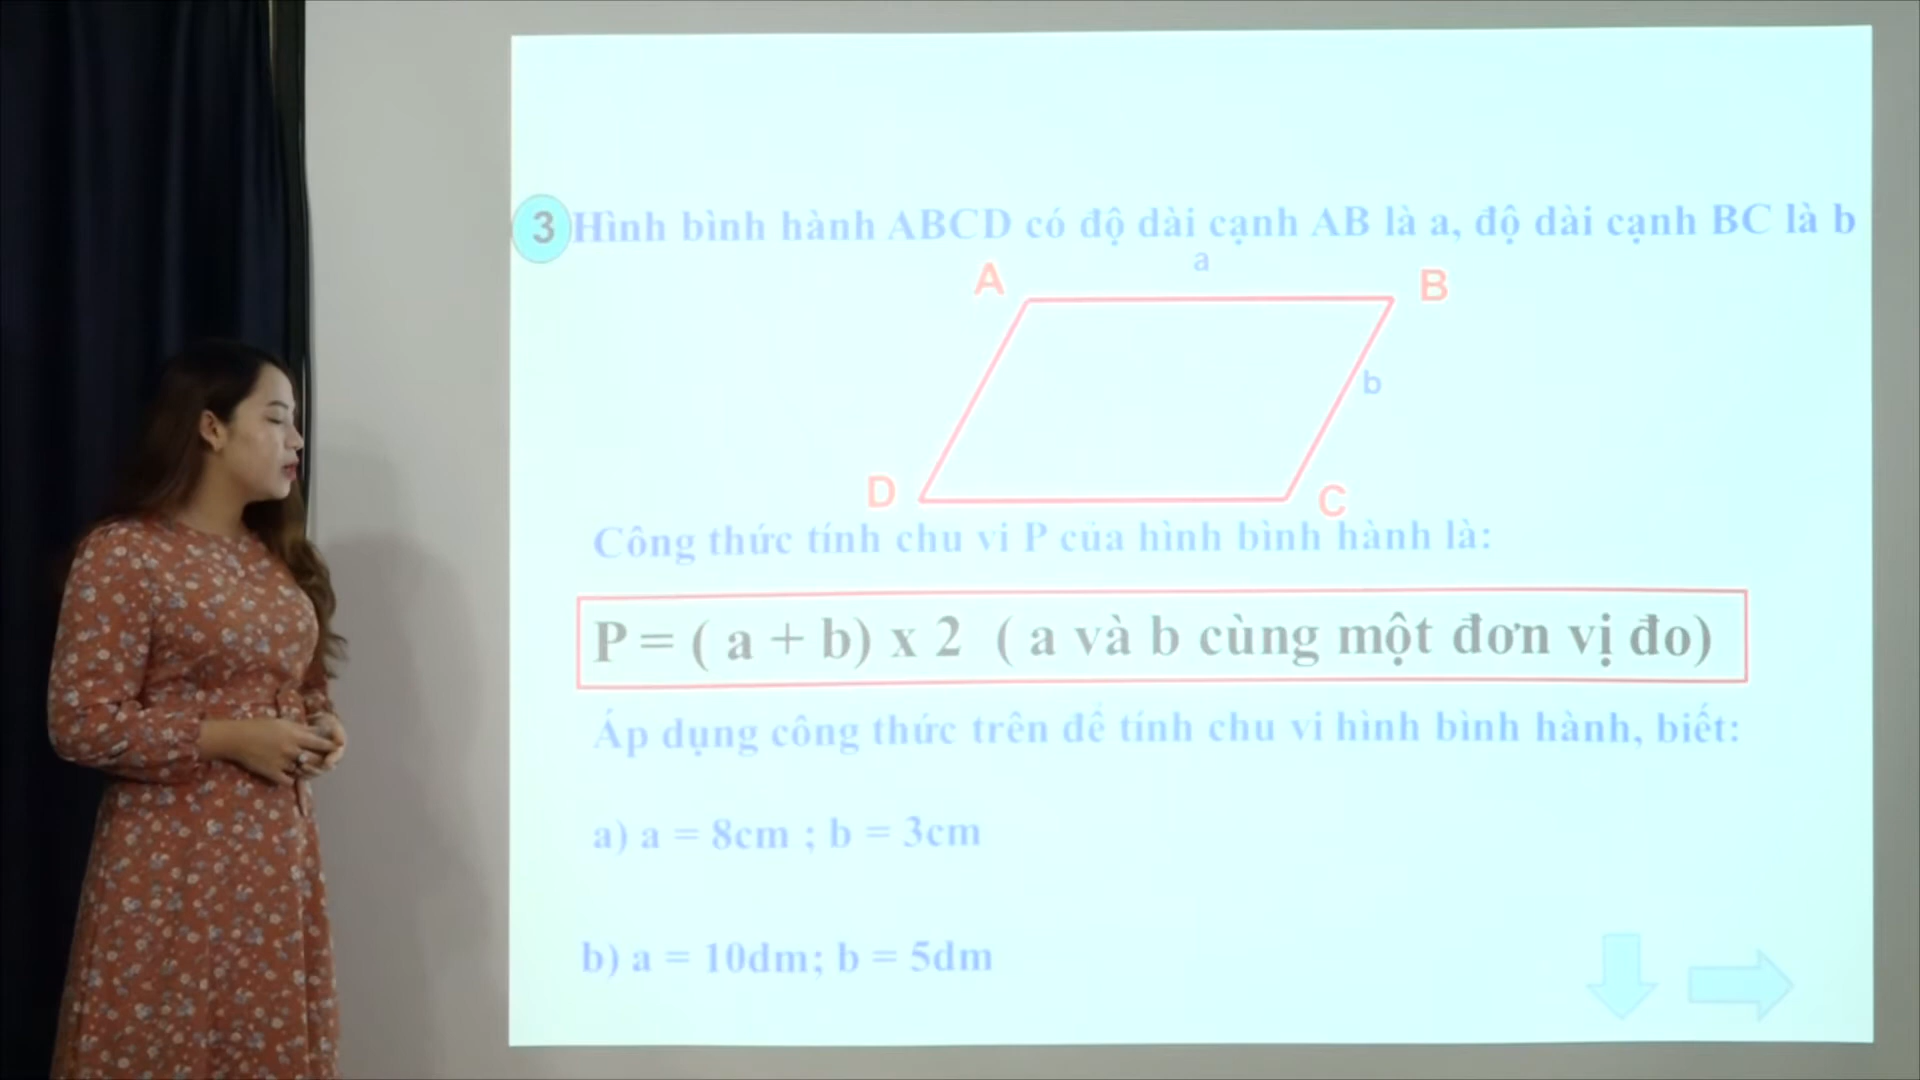 3 Hình bình hành ABCD có độ dài cạnh AB là a, độ dài cạnh BC là b
a
A
B
b
D
C
Công thức tính chu vi P của hình bình hành là:
P = ( a + b) x 2 ( a và b cùng một đơn vị đo)
Áp dụng công thức trên để tính chu vi hình bình hành, biết:
a) a = 8cm ; b = 3cm
b) a = 10dm; b = 5dm